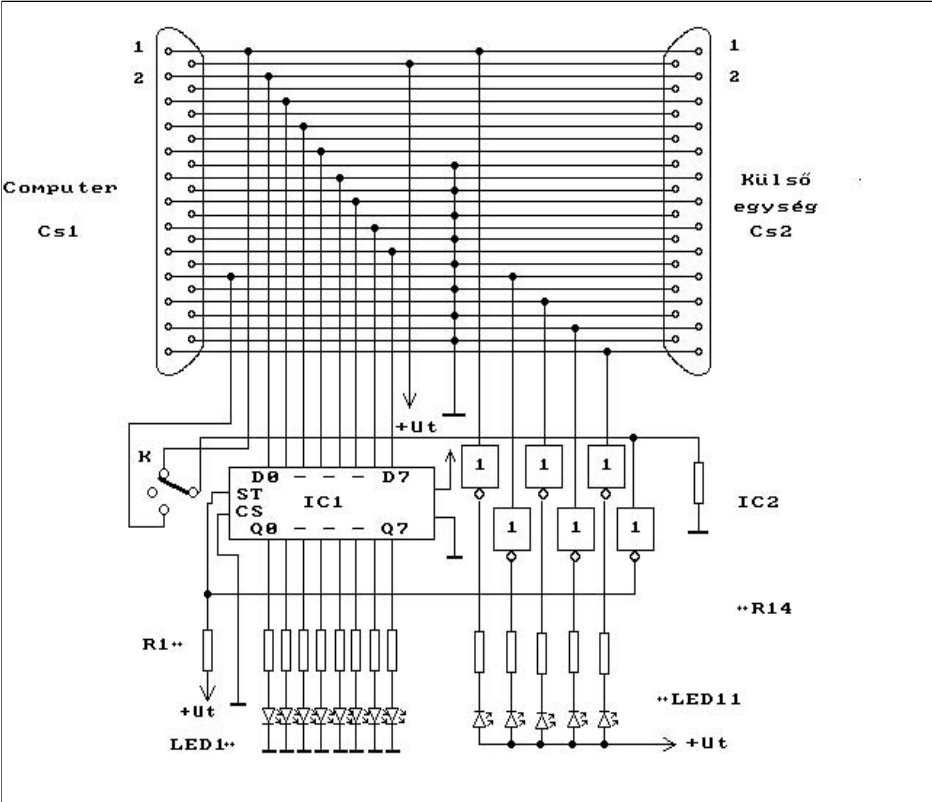 1
2
1
2
Computer
Cs1
Külső
egység
Cs2
+Ut
K
D0 - - - D7
ST
CS
IC1
Q0 - - - Q7
1
1
1
1
1
1
IC2
R1
R14
+Ut
LED1
LED11
+Ut